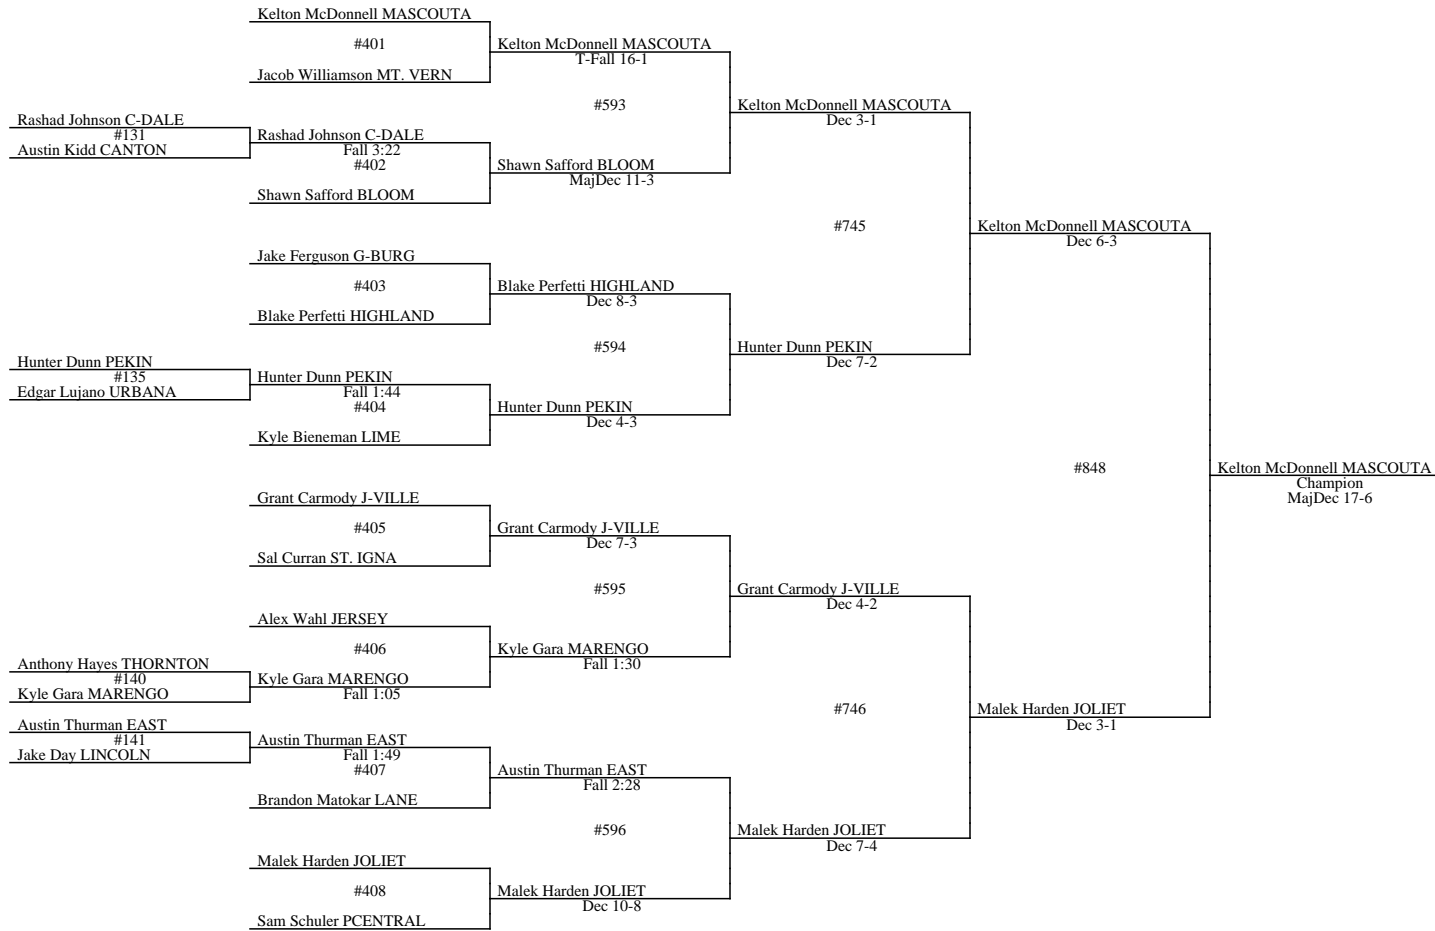 Kelton McDonnell MASCOUTA
#401
Jacob Williamson MT. VERN
Kelton McDonnell MASCOUTA
T-Fall 16-1
#593
Kelton McDonnell MASCOUTA
Dec 3-1
Rashad Johnson C-DALE
#131
Austin Kidd CANTON
Rashad Johnson C-DALE
Fall 3:22
#402
Shawn Safford BLOOM
Shawn Safford BLOOM
MajDec 11-3
#745
Kelton McDonnell MASCOUTA
Dec 6-3
Jake Ferguson G-BURG
#403
Blake Perfetti HIGHLAND
Blake Perfetti HIGHLAND
Dec 8-3
#594
Hunter Dunn PEKIN
Dec 7-2
Hunter Dunn PEKIN
#135
Edgar Lujano URBANA
Hunter Dunn PEKIN
Fall 1:44
#404
Kyle Bieneman LIME
Hunter Dunn PEKIN
Dec 4-3
#848
Kelton McDonnell MASCOUTA
Champion
MajDec 17-6
Grant Carmody J-VILLE
#405
Sal Curran ST. IGNA
Grant Carmody J-VILLE
Dec 7-3
#595
Grant Carmody J-VILLE
Dec 4-2
Alex Wahl JERSEY
#406
Kyle Gara MARENGO
Fall 1:30
Anthony Hayes THORNTON
#140
Kyle Gara MARENGO
Kyle Gara MARENGO
Fall 1:05
#746
Malek Harden JOLIET
Dec 3-1
Austin Thurman EAST
#141
Jake Day LINCOLN
Austin Thurman EAST
Fall 1:49
#407
Brandon Matokar LANE
Austin Thurman EAST
Fall 2:28
#596
Malek Harden JOLIET
Dec 7-4
Malek Harden JOLIET
#408
Sam Schuler PCENTRAL
Malek Harden JOLIET
Dec 10-8